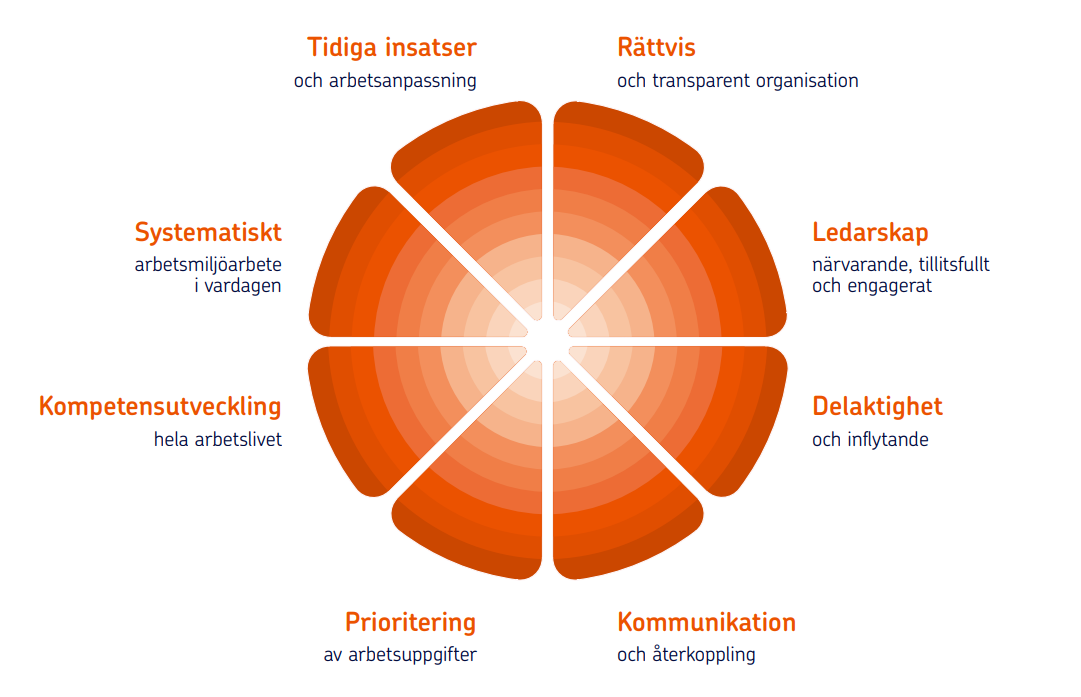 Tidiga insatser
och arbetsanpassning
Rättvis
och transparent organisation
Systematiskt
arbetsmiljöarbete
i vardagen
Ledarskap
närvarande, tillitsfullt
och engagerat
Kompetensutveckling
hela arbetslivet
Delaktighet
och inflytande
Prioritering
av arbetsuppgifter
Kommunikation
och återkoppling